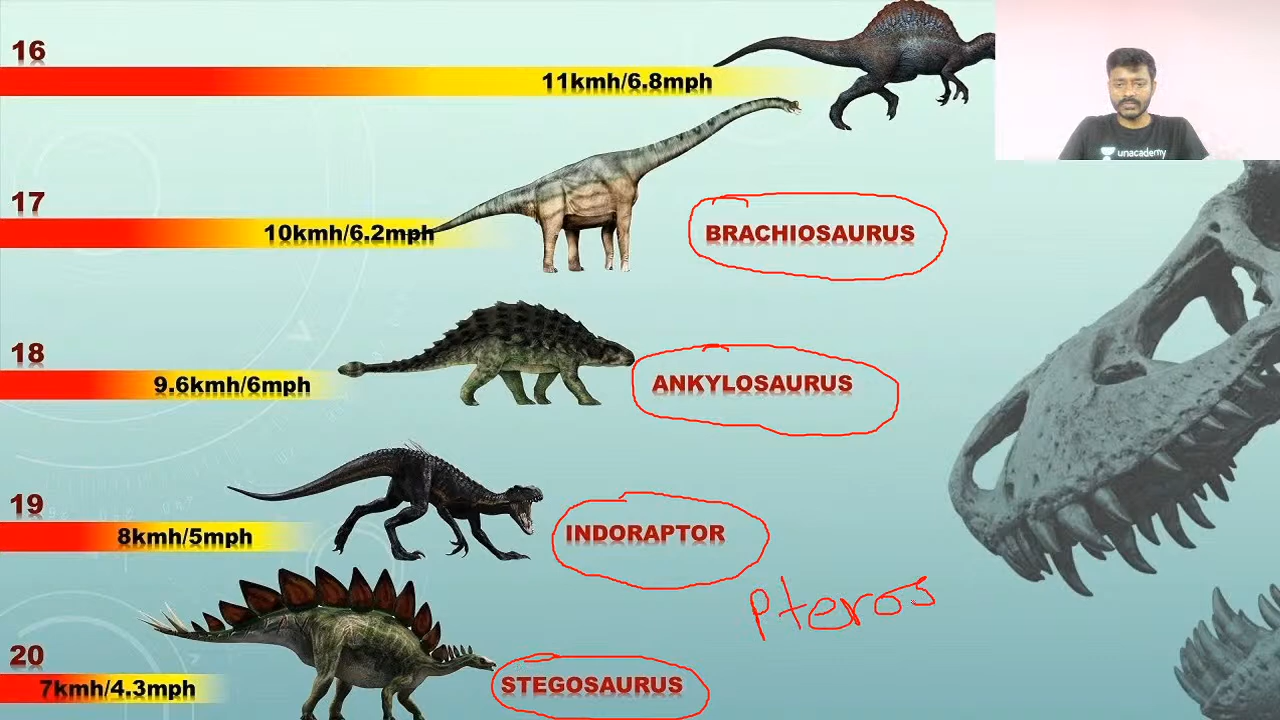 16
11kmh/6.8mph
unacademy
17
10kmh/6.2mph
BRACHIOSAURUS
18
9.6kmh/6mph
ANKYLOSAURUS
19
8kmh/5mph
INDORAPTOR
Pteros
20
7kmh/4.3mph
STEGOSAURUS